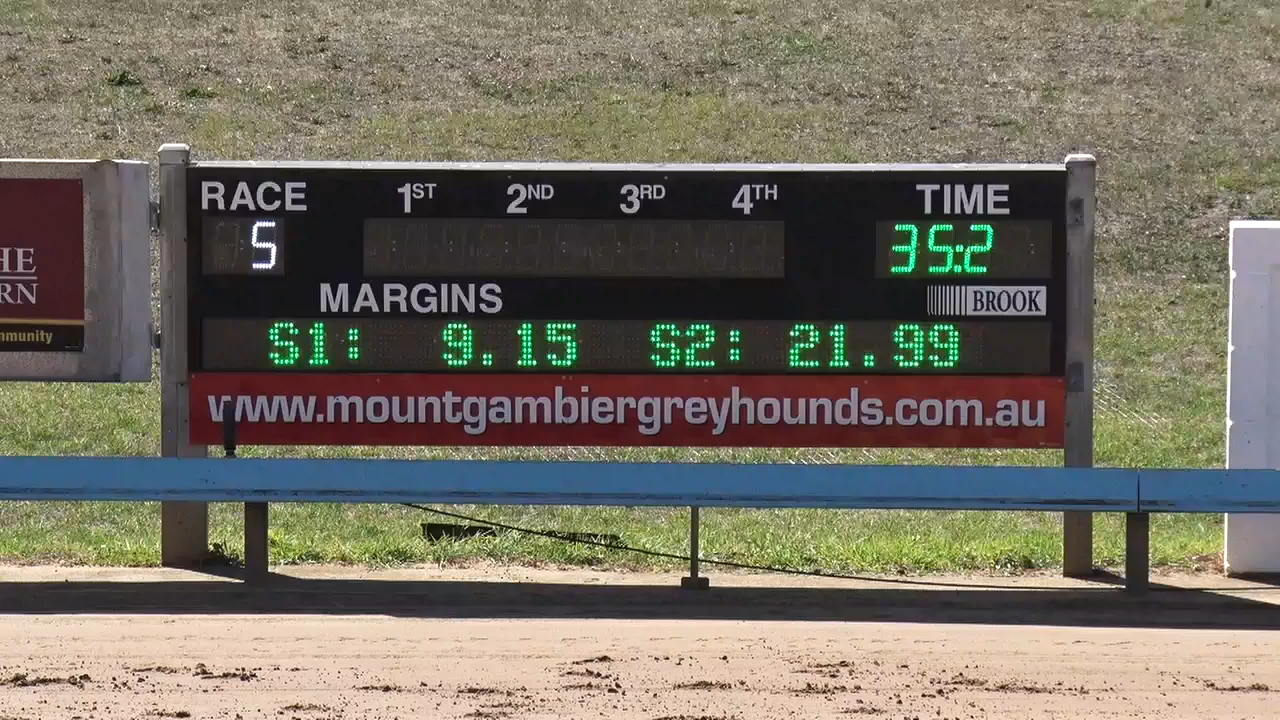 HE
RN
mmunity
RACE 1ST 2ND 3RD 4TH TIME
5 35.2
MARGINS BROOK
S1: 9.15 S2: 21.99
www.mountgambiergreyhounds.com.au